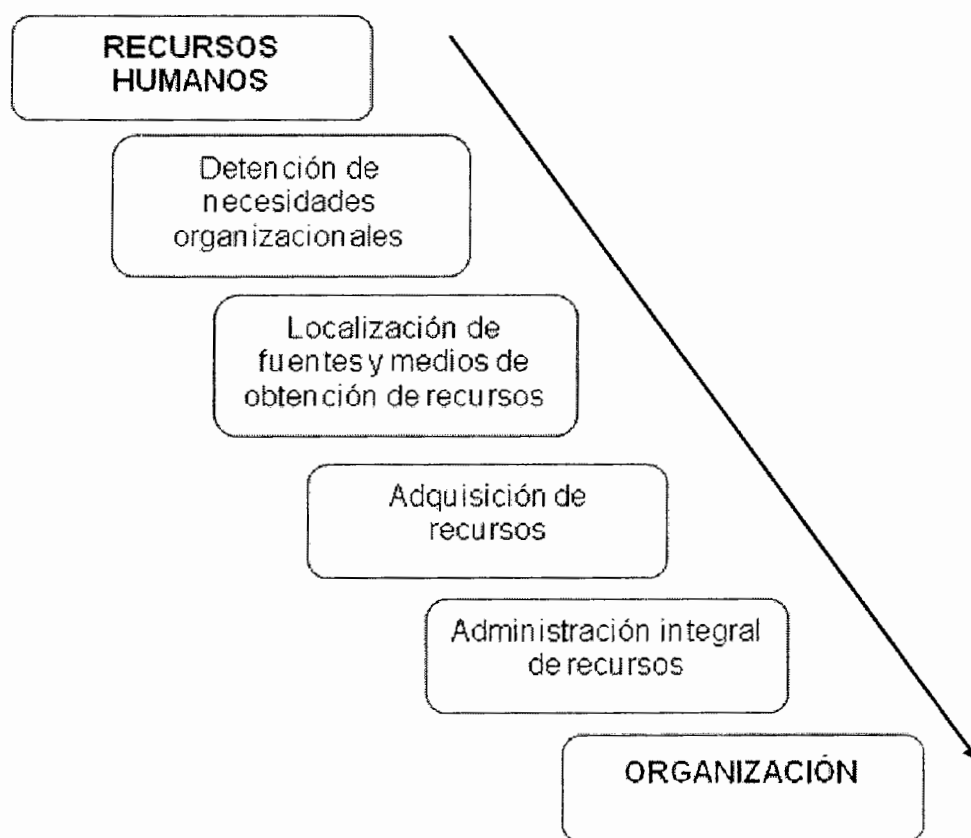 RECURSOS
HUMANOS
Detención de
necesidades
organizacionales
Localización de
fuentes y medios de
obtención de recursos
Adquisición de
recursos
Administración integral
de recursos
ORGANIZACIÓN